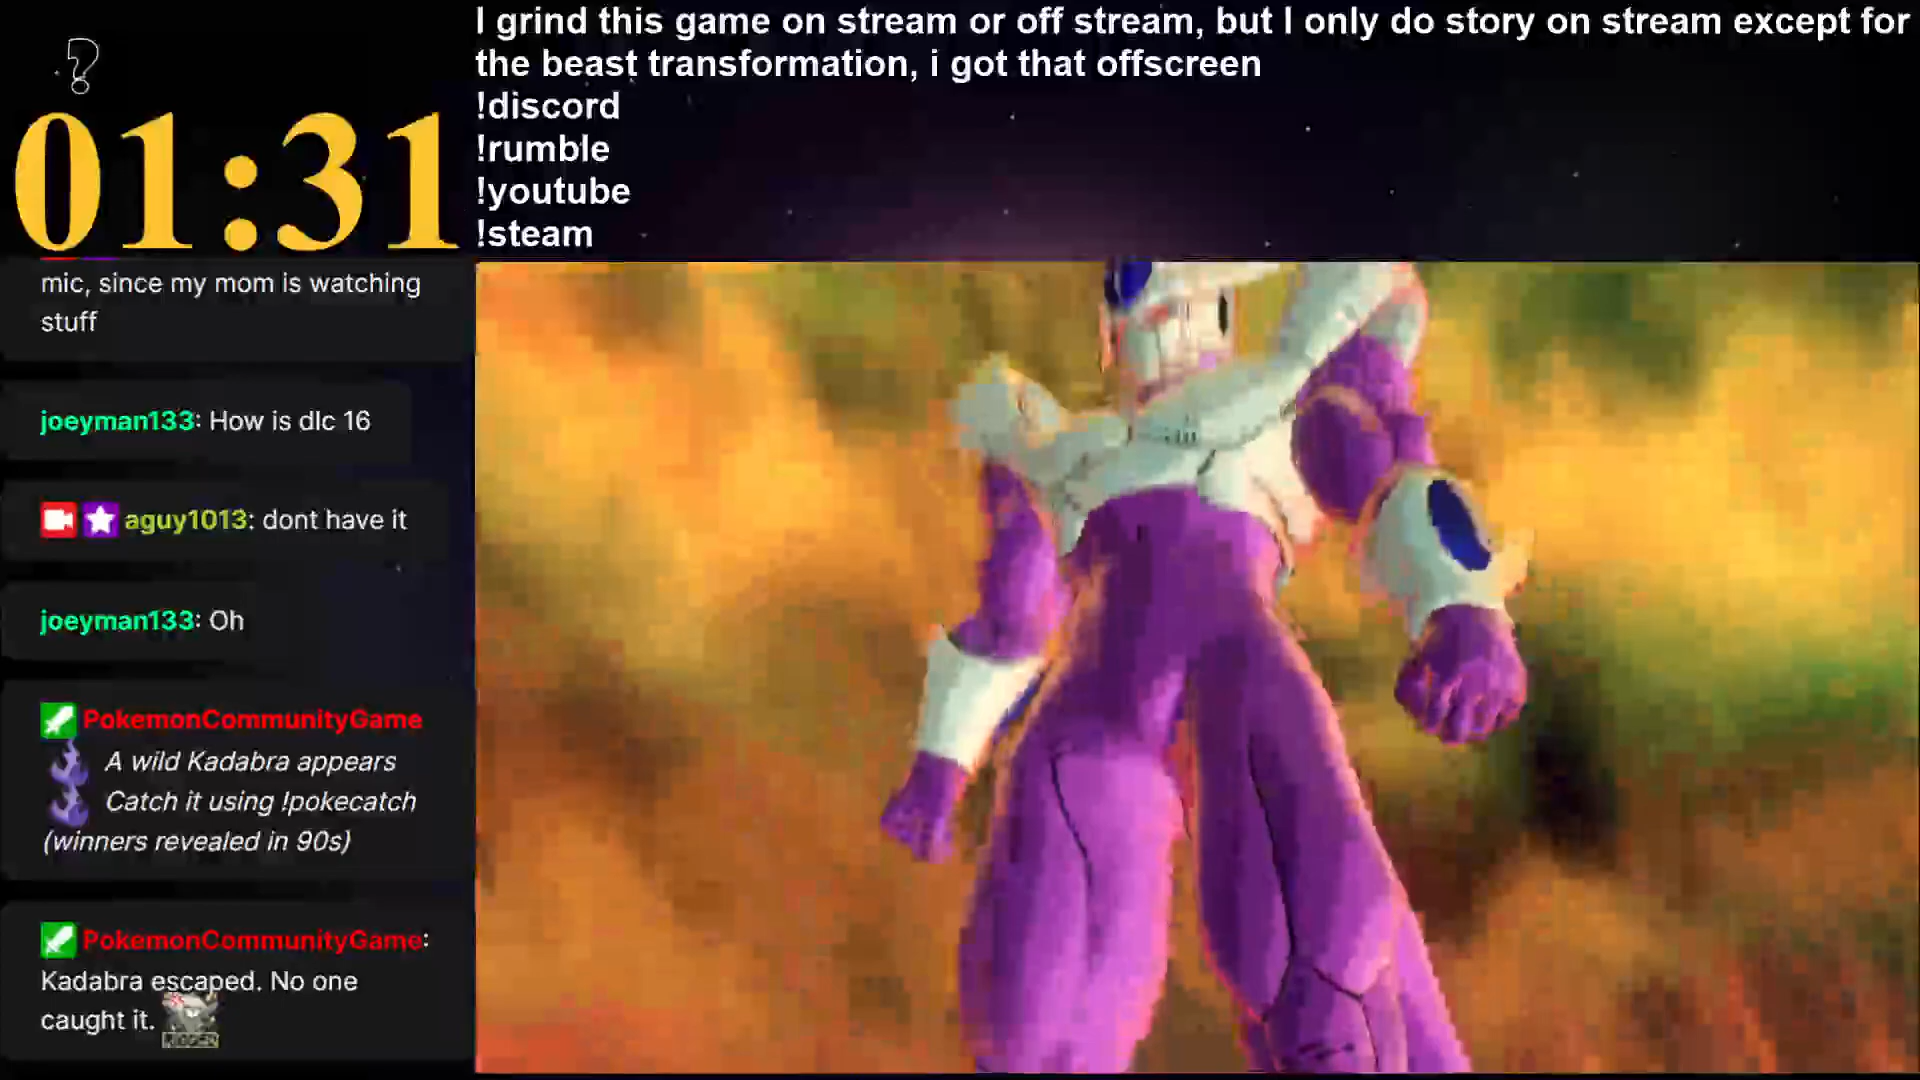 I grind this game on stream or off stream, but I only do story on stream except for
the beast transformation, i got that offscreen
!discord
!rumble
!youtube
!steam
?
01:31
mic, since my mom is watching
stuff
joeyman133: How is dlc 16
aguy1013: dont have it
joeyman133: Oh
PokemonCommunityGame
A wild Kadabra appears
Catch it using !pokecatch
(winners revealed in 90s)
PokemonCommunityGame:
Kadabra escaped. No one
caught it.